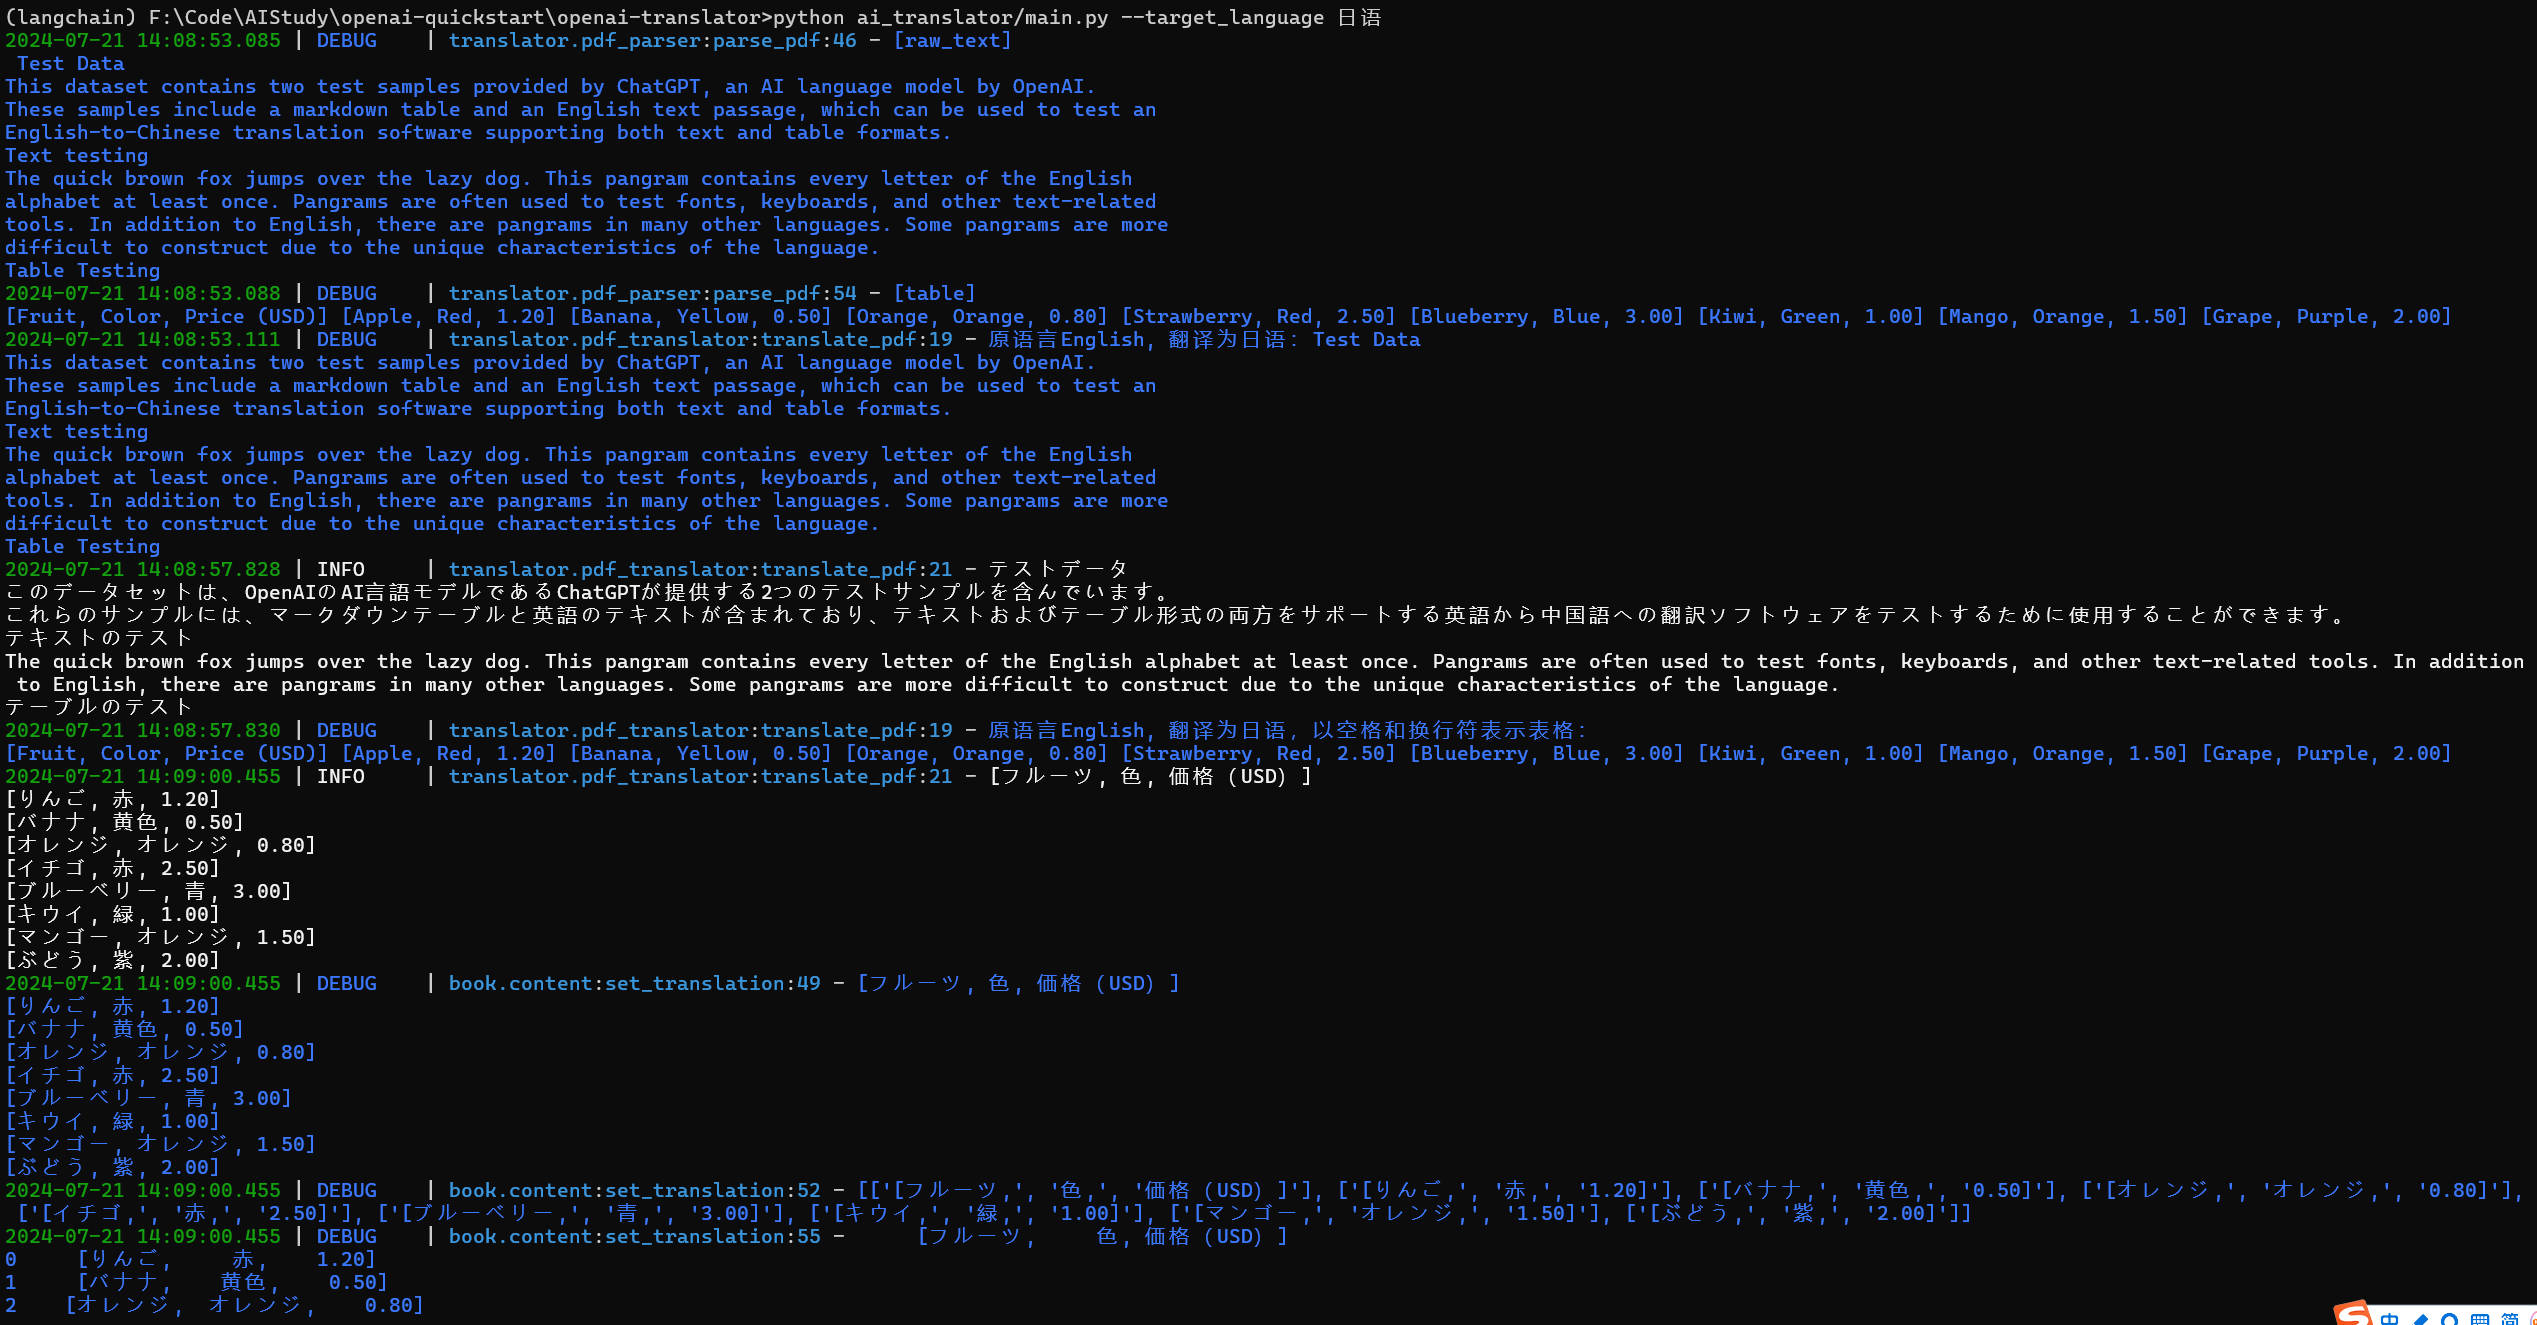 (langchain) F:\Code\AIStudy\openai-quickstart\openai-translator>python ai_translator/main.py --target_language 日语
2024-07-21 14:08:53.085 | DEBUG    | translator.pdf_parser:parse_pdf:46 - [raw_text]
 Test Data
This dataset contains two test samples provided by ChatGPT, an AI language model by OpenAI.
These samples include a markdown table and an English text passage, which can be used to test an
English-to-Chinese translation software supporting both text and table formats.
Text testing
The quick brown fox jumps over the lazy dog. This pangram contains every letter of the English
alphabet at least once. Pangrams are often used to test fonts, keyboards, and other text-related
tools. In addition to English, there are pangrams in many other languages. Some pangrams are more
difficult to construct due to the unique characteristics of the language.
Table Testing
2024-07-21 14:08:53.088 | DEBUG    | translator.pdf_parser:parse_pdf:54 - [table]
[Fruit, Color, Price (USD)] [Apple, Red, 1.20] [Banana, Yellow, 0.50] [Orange, Orange, 0.80] [Strawberry, Red, 2.50] [Blueberry, Blue, 3.00] [Kiwi, Green, 1.00] [Mango, Orange, 1.50] [Grape, Purple, 2.00]
2024-07-21 14:08:53.111 | DEBUG    | translator.pdf_translator:translate_pdf:19 - 原语言English, 翻译为日语: Test Data
This dataset contains two test samples provided by ChatGPT, an AI language model by OpenAI.
These samples include a markdown table and an English text passage, which can be used to test an
English-to-Chinese translation software supporting both text and table formats.
Text testing
The quick brown fox jumps over the lazy dog. This pangram contains every letter of the English
alphabet at least once. Pangrams are often used to test fonts, keyboards, and other text-related
tools. In addition to English, there are pangrams in many other languages. Some pangrams are more
difficult to construct due to the unique characteristics of the language.
Table Testing
2024-07-21 14:08:57.828 | INFO     | translator.pdf_translator:translate_pdf:21 - テストデータ
このデータセットは、OpenAIのAI言語モデルであるChatGPTが提供する2つのテストサンプルを含んでいます。
これらのサンプルには、マークダウンテーブルと英語のテキストが含まれており、テキストおよびテーブル形式の両方をサポートする英語から中国語への翻訳ソフトウェアをテストするために使用することができます。
テキストのテスト
The quick brown fox jumps over the lazy dog. This pangram contains every letter of the English alphabet at least once. Pangrams are often used to test fonts, keyboards, and other text-related tools. In addition
 to English, there are pangrams in many other languages. Some pangrams are more difficult to construct due to the unique characteristics of the language.
テーブルのテスト
2024-07-21 14:08:57.830 | DEBUG    | translator.pdf_translator:translate_pdf:19 - 原语言English, 翻译为日语, 以空格和换行符表示表格:
[Fruit, Color, Price (USD)] [Apple, Red, 1.20] [Banana, Yellow, 0.50] [Orange, Orange, 0.80] [Strawberry, Red, 2.50] [Blueberry, Blue, 3.00] [Kiwi, Green, 1.00] [Mango, Orange, 1.50] [Grape, Purple, 2.00]
2024-07-21 14:09:00.455 | INFO     | translator.pdf_translator:translate_pdf:21 - [フルーツ, 色, 価格（USD）]
[りんご, 赤, 1.20]
[バナナ, 黄色, 0.50]
[オレンジ, オレンジ, 0.80]
[イチゴ, 赤, 2.50]
[ブルーベリー, 青, 3.00]
[キウイ, 緑, 1.00]
[マンゴー, オレンジ, 1.50]
[ぶどう, 紫, 2.00]
2024-07-21 14:09:00.455 | DEBUG    | book.content:set_translation:49 - [フルーツ, 色, 価格（USD）]
[りんご, 赤, 1.20]
[バナナ, 黄色, 0.50]
[オレンジ, オレンジ, 0.80]
[イチゴ, 赤, 2.50]
[ブルーベリー, 青, 3.00]
[キウイ, 緑, 1.00]
[マンゴー, オレンジ, 1.50]
[ぶどう, 紫, 2.00]
2024-07-21 14:09:00.455 | DEBUG    | book.content:set_translation:52 - [['[フルーツ,', '色,', '価格（USD）]'], ['[りんご,', '赤,', '1.20]'], ['[バナナ,', '黄色,', '0.50]'], ['[オレンジ,', 'オレンジ,', '0.80]'],
 ['[イチゴ,', '赤,', '2.50]'], ['[ブルーベリー,', '青,', '3.00]'], ['[キウイ,', '緑,', '1.00]'], ['[マンゴー,', 'オレンジ,', '1.50]'], ['[ぶどう,', '紫,', '2.00]']]
2024-07-21 14:09:00.455 | DEBUG    | book.content:set_translation:55 -      [フルーツ,     色, 価格（USD）]
0     [りんご,     赤,    1.20]
1     [バナナ,    黄色,    0.50]
2    [オレンジ,  オレンジ,    0.80]
中
简